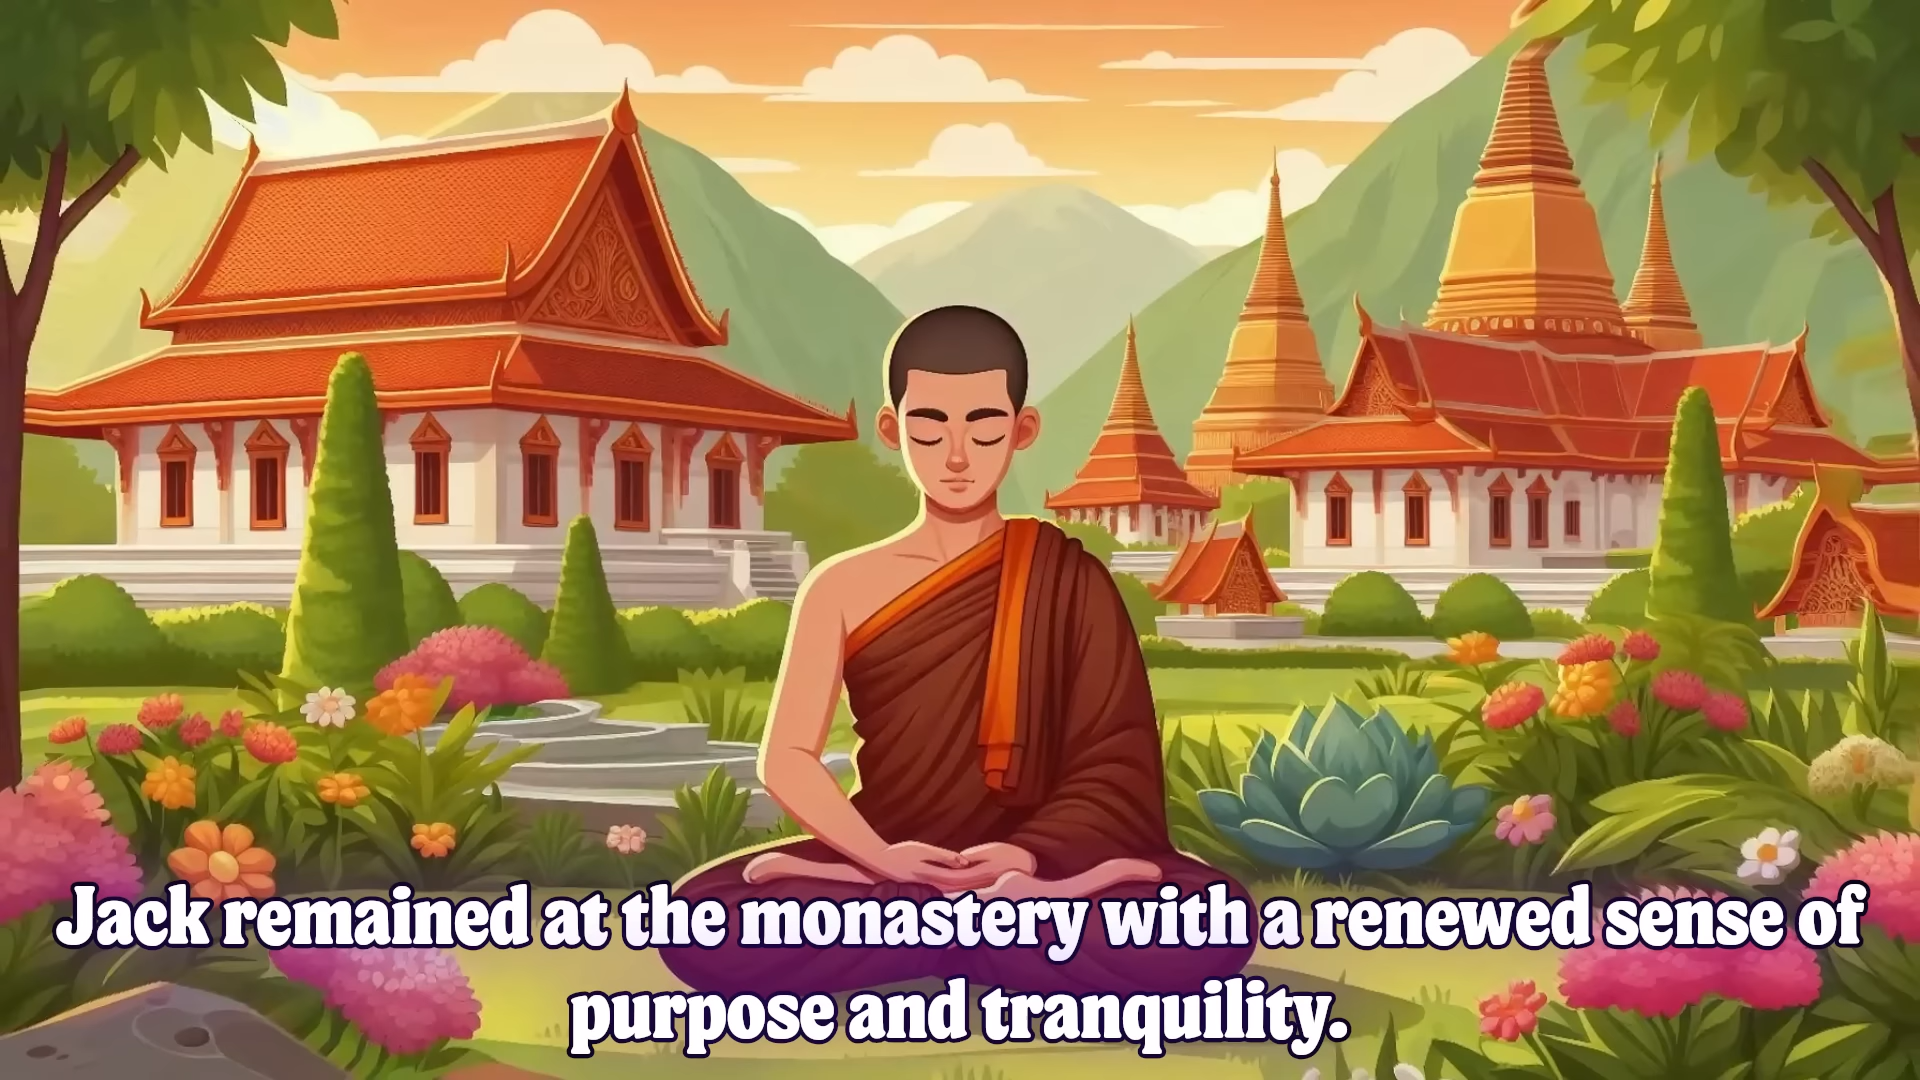 Jack remained at the monastery with a renewed sense of
purpose and tranquility.